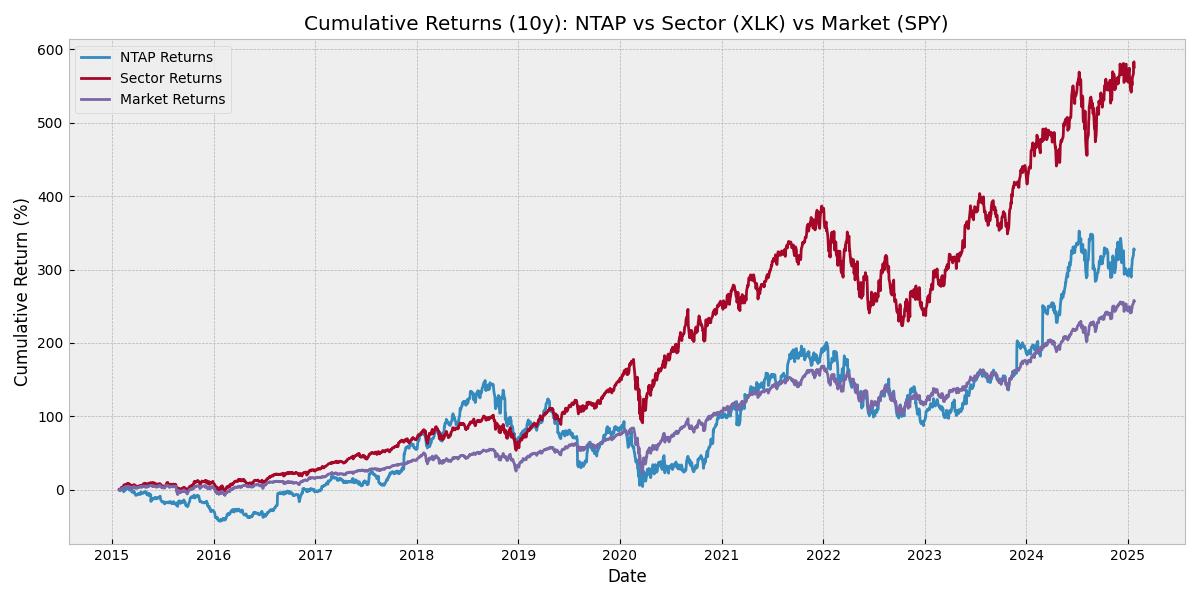 Cumulative Returns (10y): NTAP vs Sector (XLK) vs Market (SPY)
NTAP Returns
Sector Returns
Market Returns
Cumulative Return (%)
600
500
400
300
200
100
0
2015 2016 2017 2018 2019 2020 2021 2022 2023 2024 2025
Date